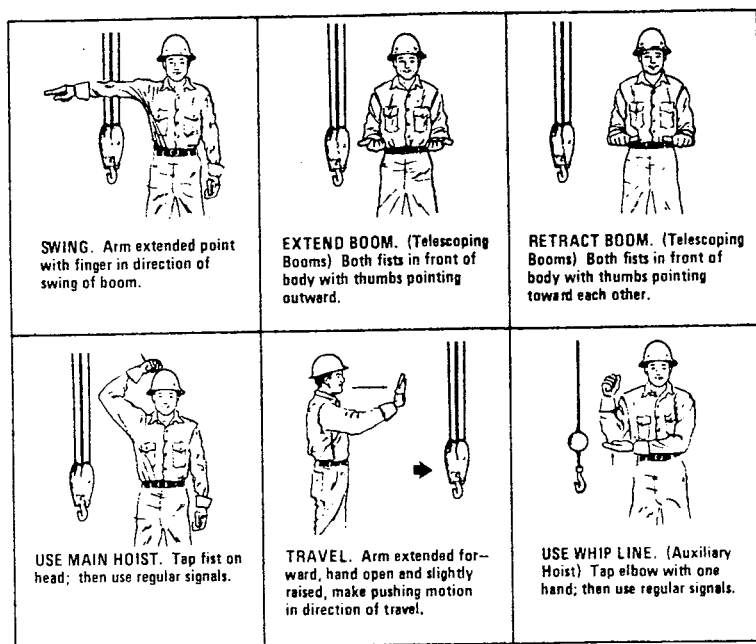 SWING. Arm extended point
with finger in direction of
swing of boom.
EXTEND BOOM. (Telescoping
Booms) Both fists in front of
body with thumbs pointing
outward.
RETRACT BOOM. (Telescoping
Booms) Both fists in front of
body with thumbs pointing
toward each other.
USE MAIN HOIST. Tap fist on
head; then use regular signals.
TRAVEL. Arm extended for-
ward, hand open and slightly
raised, make pushing motion
in direction of travel.
USE WHIP LINE. (Auxiliary
Hoist) Tap elbow with one
hand; then use regular signals.